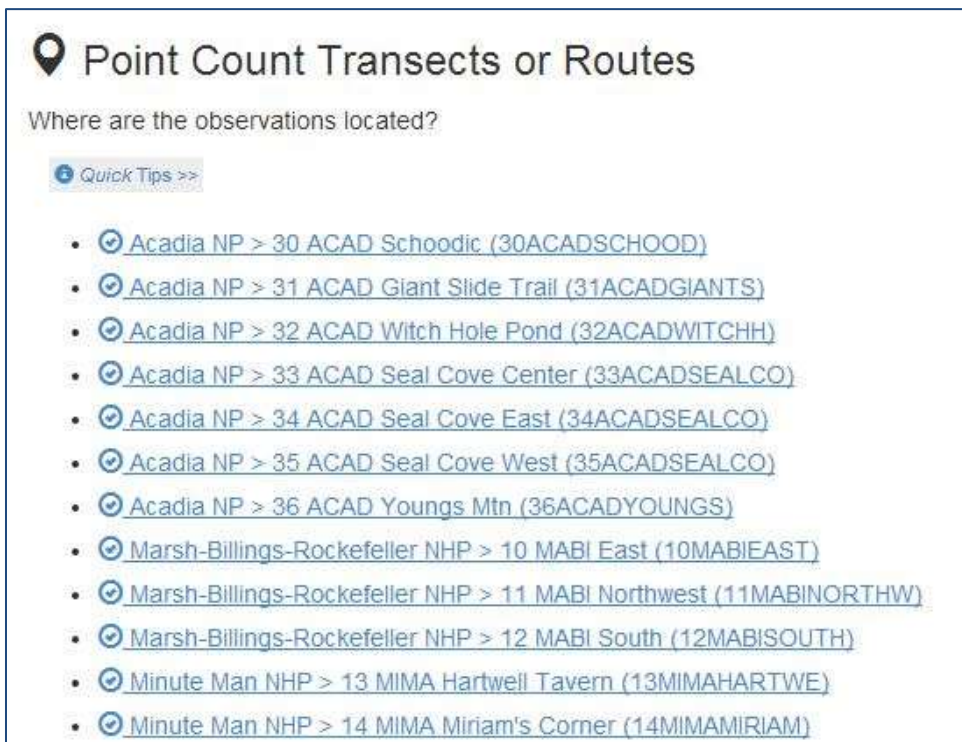 Point Count Transects or Routes
Where are the observations located?
Quick Tips >>
Acadia NP > 30 ACAD Schoodic (30ACADSCHOOD)
Acadia NP > 31 ACAD Giant Slide Trail (31ACADGIANTS)
Acadia NP > 32 ACAD Witch Hole Pond (32ACADWITCHH)
Acadia NP > 33 ACAD Seal Cove Center (33ACADSEALCO)
Acadia NP > 34 ACAD Seal Cove East (34ACADSEALCO)
Acadia NP > 35 ACAD Seal Cove West (35ACADSEALCO)
Acadia NP > 36 ACAD Youngs Mtn (36ACADYOUNGS)
Marsh-Billings-Rockefeller NHP > 10 MABI East (10MABIEAST)
Marsh-Billings-Rockefeller NHP > 11 MABI Northwest (11MABINORTHW)
Marsh-Billings-Rockefeller NHP > 12 MABI South (12MABISOUTH)
Minute Man NHP > 13 MIMA Hartwell Tavern (13MIMAHARTWE)
Minute Man NHP > 14 MIMA Miriam's Corner (14MIMAMIRIAM)